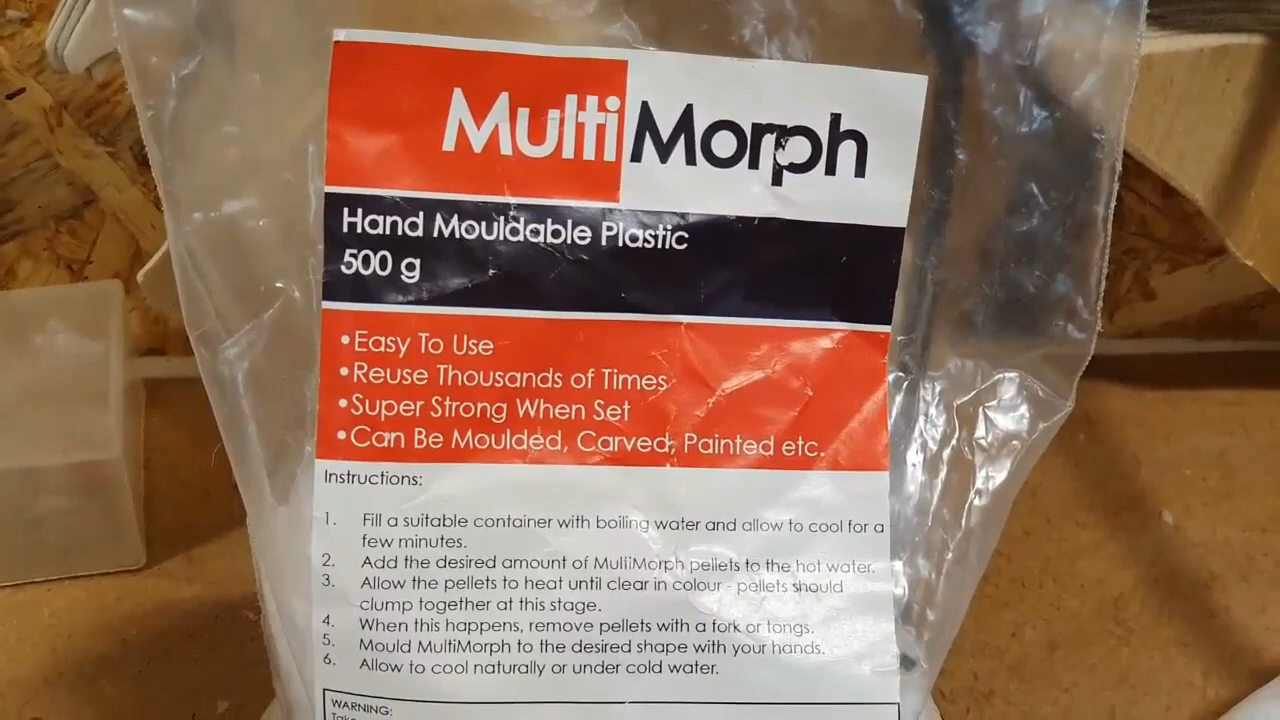 MultiMorph
Hand Mouldable Plastic
500 g
•Easy To Use
•Reuse Thousands of Times
•Super Strong When Set
•Can Be Moulded, Carved, Painted etc.
Instructions:
1. Fill a suitable container with boiling water and allow to cool for a
few minutes.
2. Add the desired amount of MultiMorph pellets to the hot water.
3. Allow the pellets to heat until clear in colour - pellets should
clump together at this stage.
4. When this happens, remove pellets with a fork or tongs.
5. Mould MultiMorph to the desired shape with your hands.
6. Allow to cool naturally or under cold water.
WARNING: